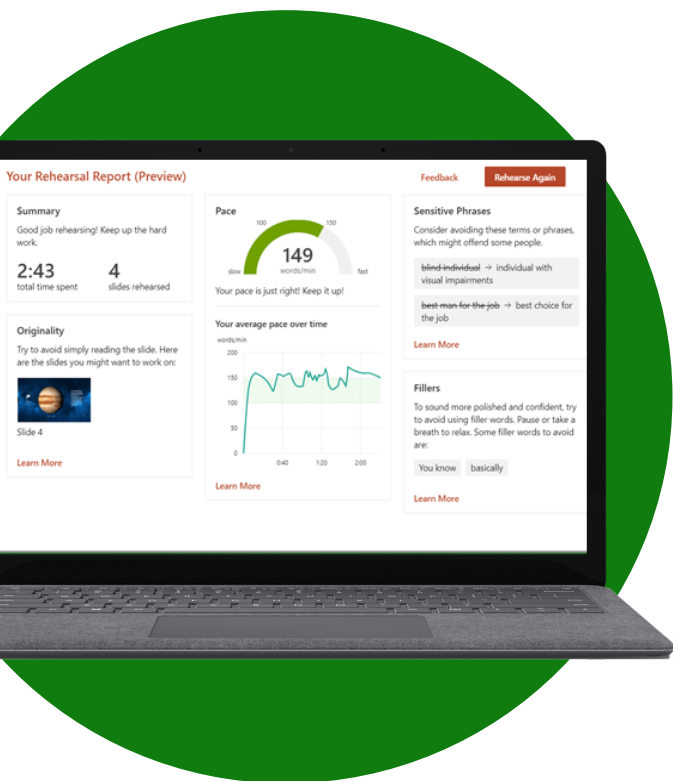 Your Rehearsal Report (Preview)
Feedback
Rehearse Again
Summary
Good job rehearsing! Keep up the hard
work.
2:43
total time spent
4
slides rehearsed
Originality
Try to avoid simply reading the slide. Here
are the slides you might want to work on:
Slide 4
Learn More
Pace
100
150
149
words/min
slow
fast
Your pace is just right! Keep it up!
Your average pace over time
words/min
200
150
100
50
0
0:40
1:20
2:00
Learn More
Sensitive Phrases
Consider avoiding these terms or phrases,
which might offend some people.
blind individual → individual with
visual impairments
best man for the job → best choice for
the job
Learn More
Fillers
To sound more polished and confident, try
to avoid using filler words. Pause or take a
breath to relax. Some filler words to avoid
are:
You know
basically
Learn More